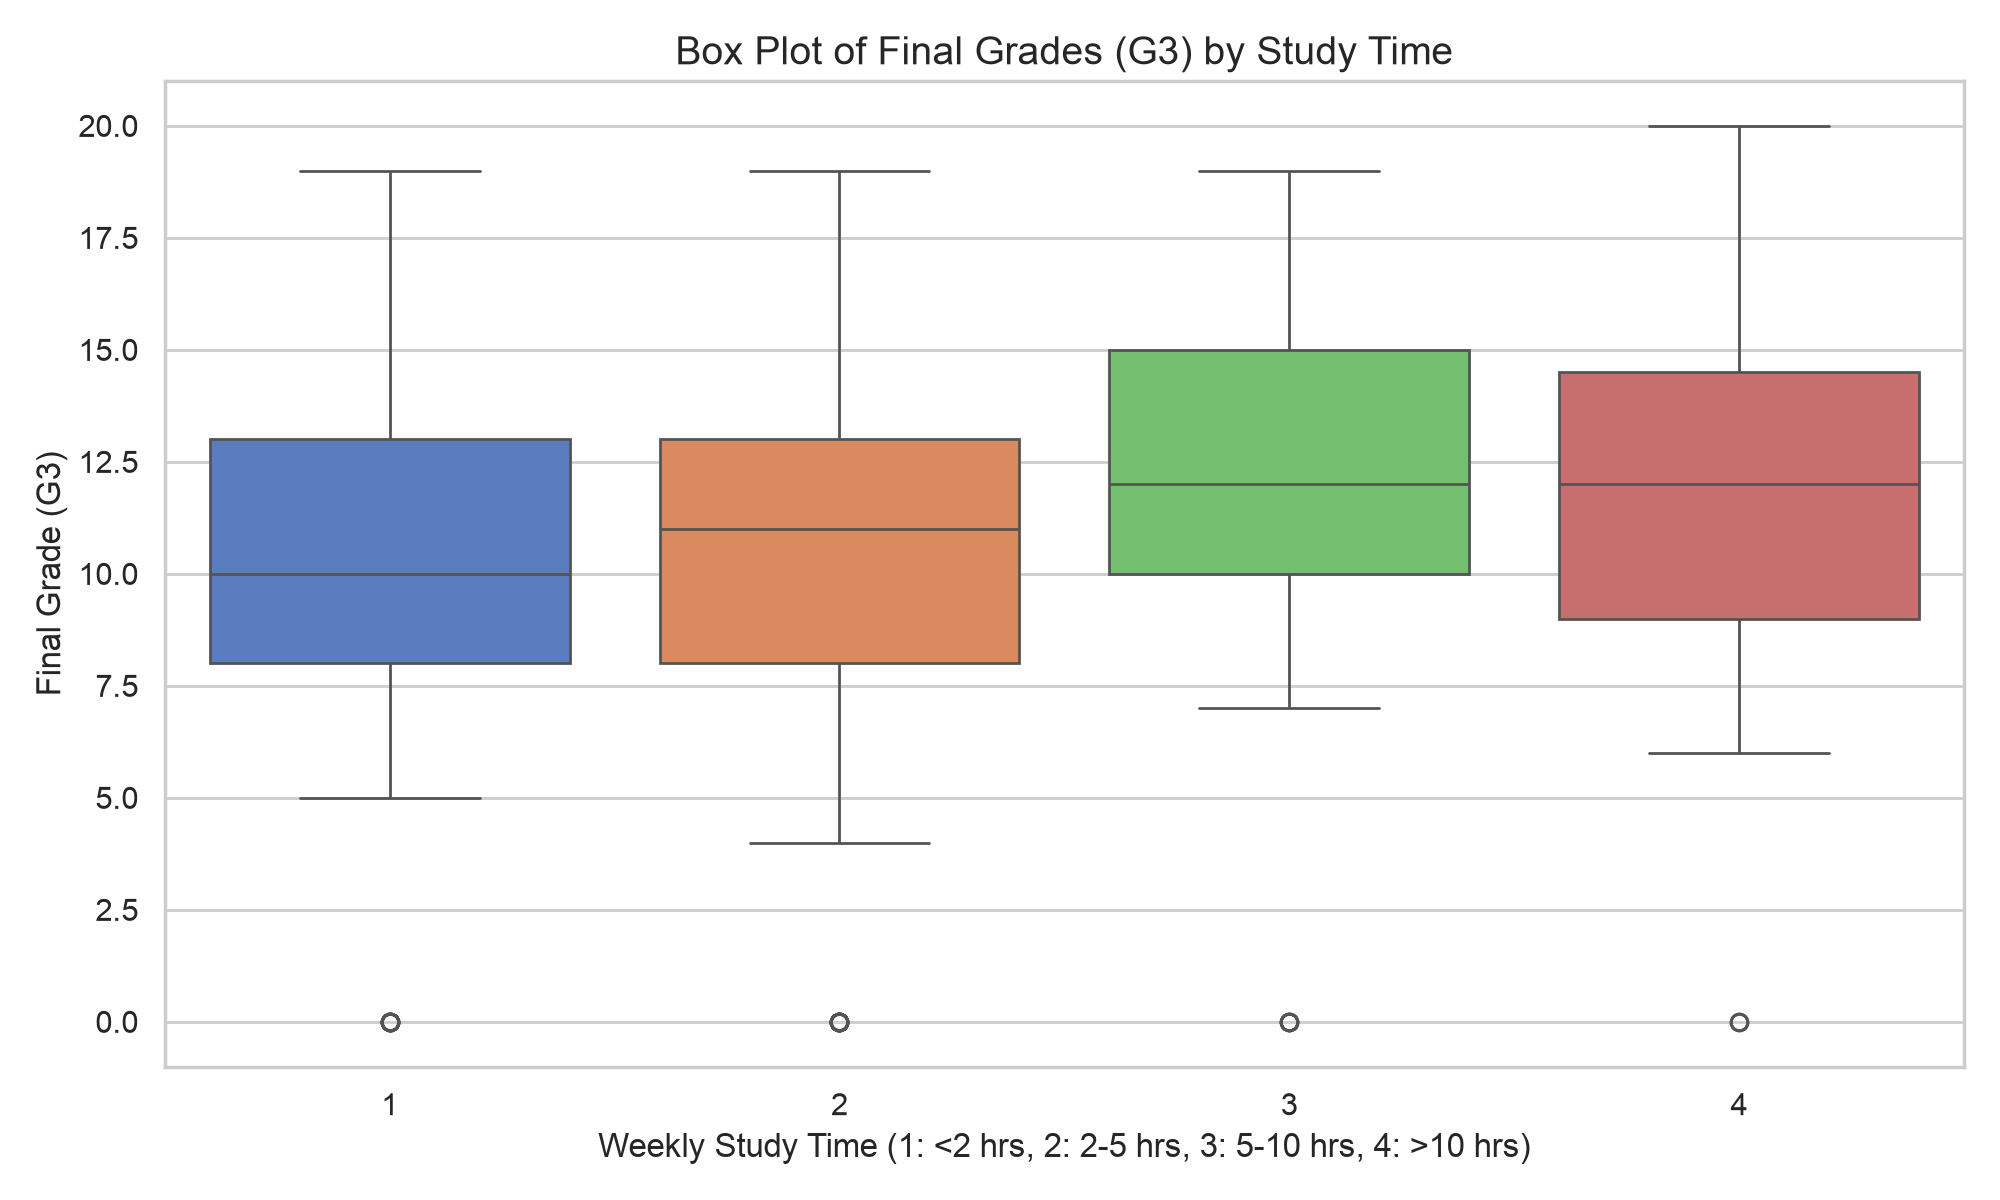 Box Plot of Final Grades (G3) by Study Time
Final Grade (G3)
20.0
17.5
15.0
12.5
10.0
7.5
5.0
2.5
0.0
1 2 3 4
Weekly Study Time (1: <2 hrs, 2: 2-5 hrs, 3: 5-10 hrs, 4: >10 hrs)